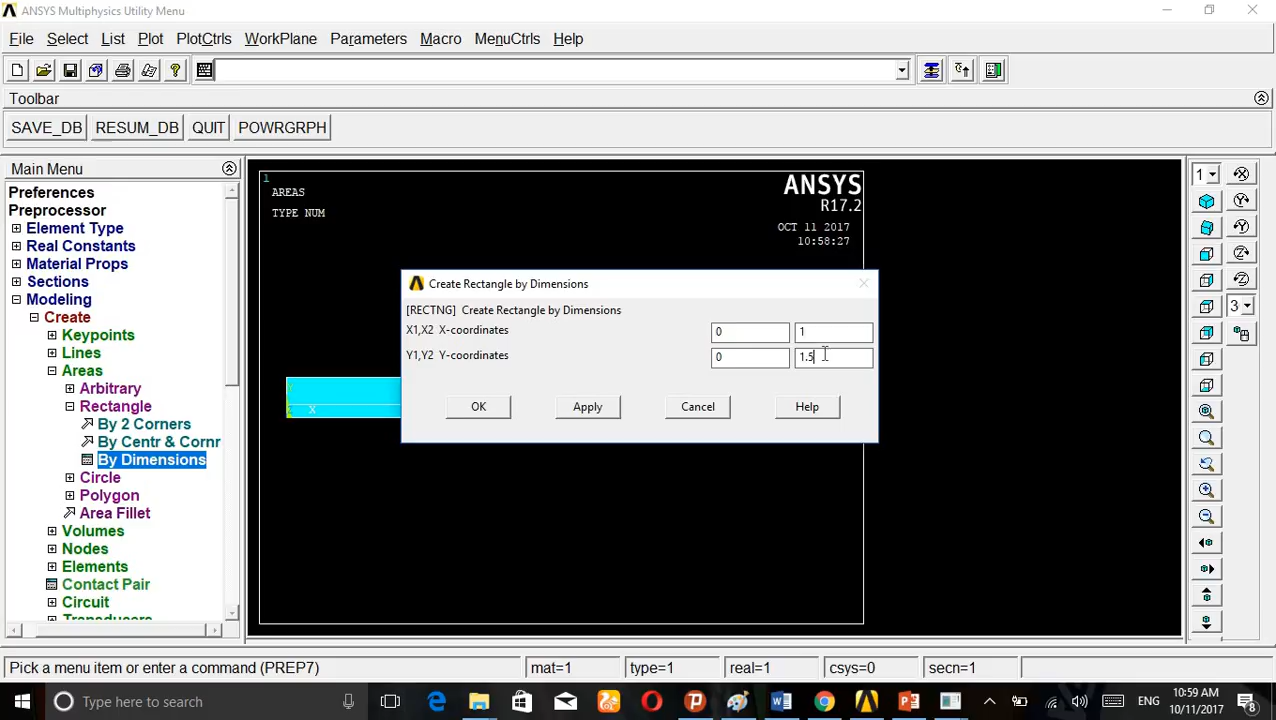 ANSYS Multiphysics Utility Menu
File Select List Plot PlotCtrls WorkPlane Parameters Macro MenuCtrls Help
Toolbar
SAVE_DB RESUM_DB QUIT POWRGRPH
Main Menu
Preferences
Preprocessor
Element Type
Real Constants
Material Props
Sections
Modeling
Create
Keypoints
Lines
Areas
Arbitrary
Rectangle
By 2 Corners
By Centr & Cornr
By Dimensions
Circle
Polygon
Area Fillet
Volumes
Nodes
Elements
Contact Pair
Circuit
Transducers
1
AREAS
TYPE NUM
ANSYS
R17.2
OCT 11 2017
10:58:27
X
Create Rectangle by Dimensions
[RECTNG] Create Rectangle by Dimensions
X1,X2 X-coordinates 0 1
Y1,Y2 Y-coordinates 0 1.5
OK Apply Cancel Help
1
3
Pick a menu item or enter a command (PREP7) mat=1 type=1 real=1 csys=0 secn=1
Type here to search
ENG
10:59 AM
10/11/2017
8